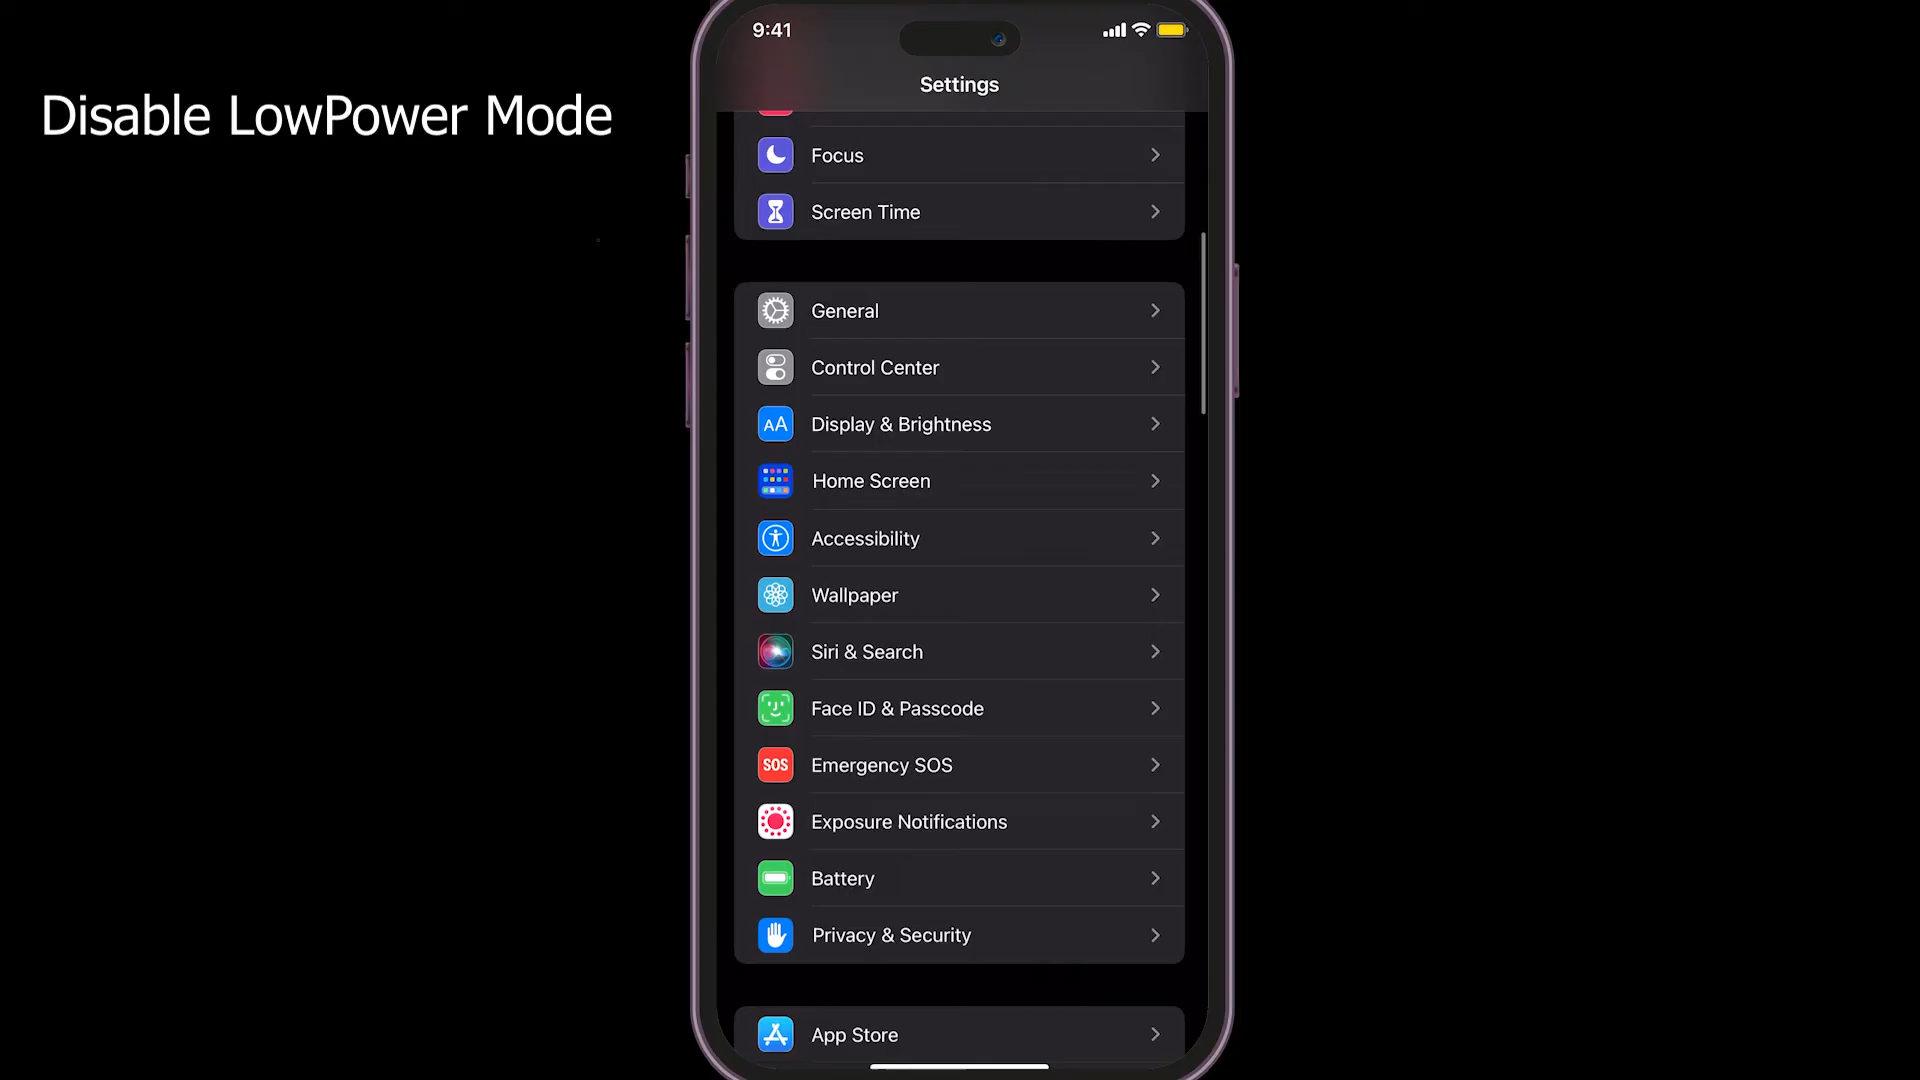 Disable LowPower Mode
9:41
Settings
Focus
Screen Time
General
Control Center
AA Display & Brightness
Home Screen
Accessibility
Wallpaper
Siri & Search
Face ID & Passcode
SOS Emergency SOS
Exposure Notifications
Battery
Privacy & Security
App Store